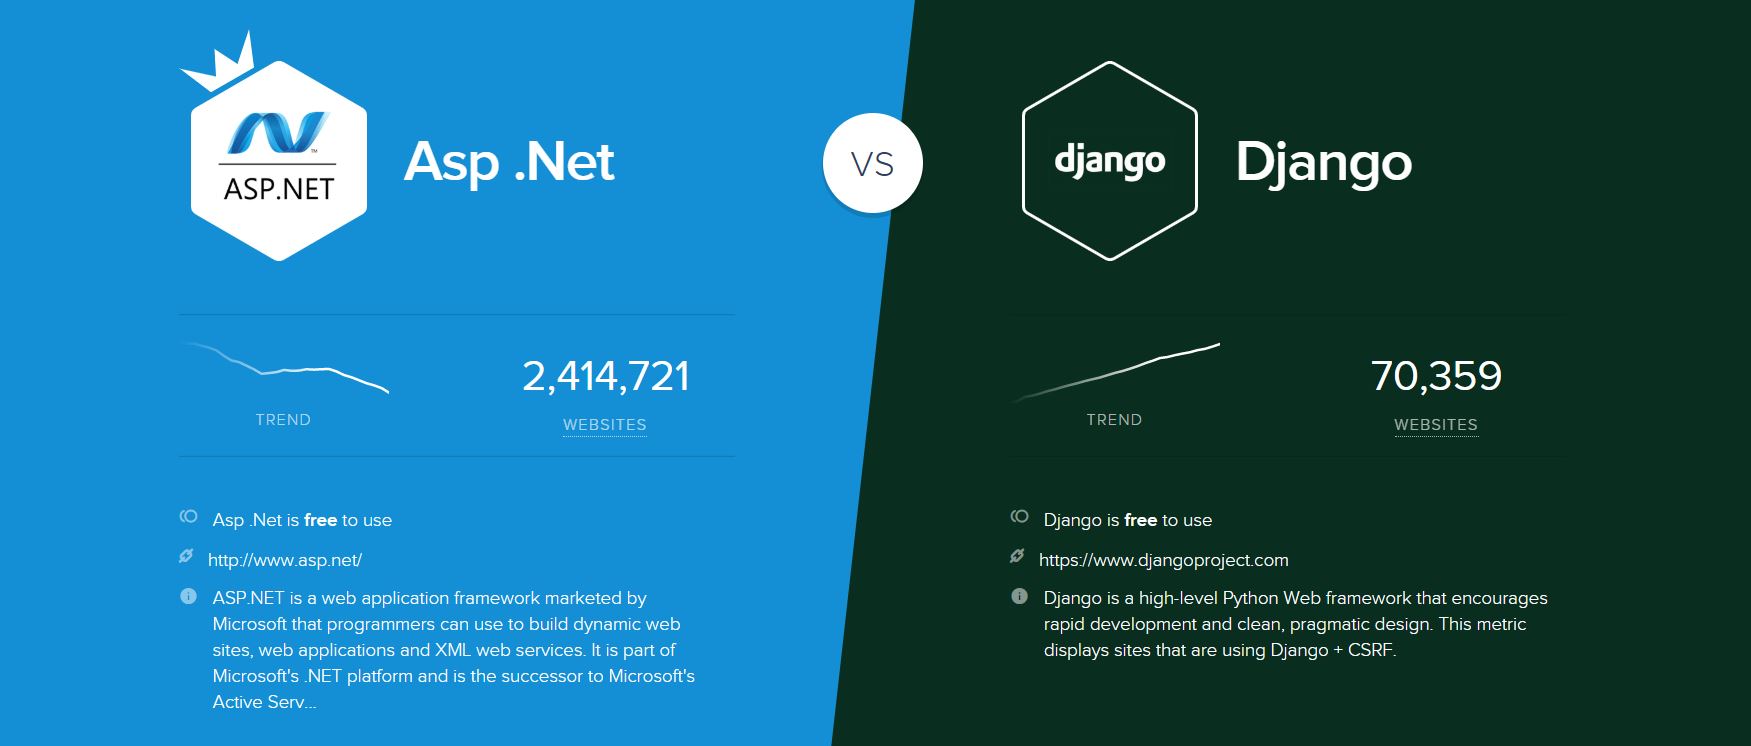 ASP.NET
Asp .Net
VS
django
Django
TREND
2,414,721
WEBSITES
TREND
70,359
WEBSITES
Asp .Net is free to use
http://www.asp.net/
ASP.NET is a web application framework marketed by
Microsoft that programmers can use to build dynamic web
sites, web applications and XML web services. It is part of
Microsoft's .NET platform and is the successor to Microsoft's
Active Serv...
Django is free to use
https://www.djangoproject.com
Django is a high-level Python Web framework that encourages
rapid development and clean, pragmatic design. This metric
displays sites that are using Django + CSRF.